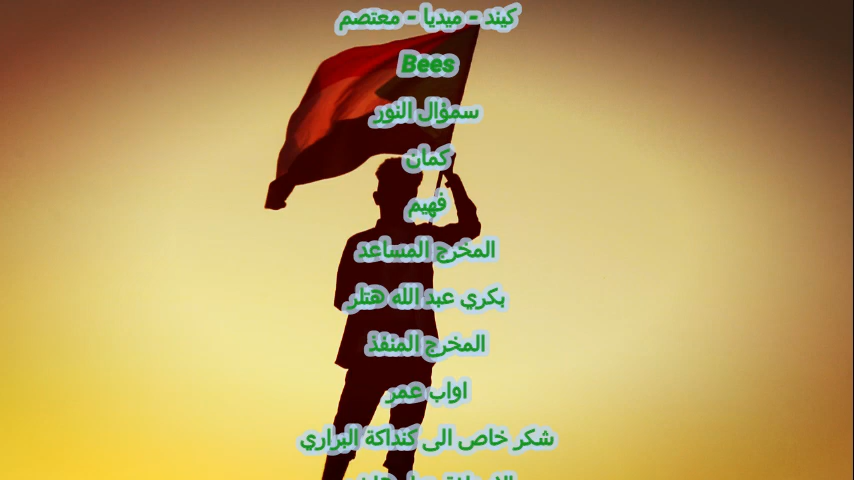 كيند - ميديا - معتصم
Bees
سمؤال النور
كمان
فهيم
المخرج المساعد
بكري عبد الله هتلر
المخرج المنفذ
اواب عمر
شكر خاص الى كنداكة البراري